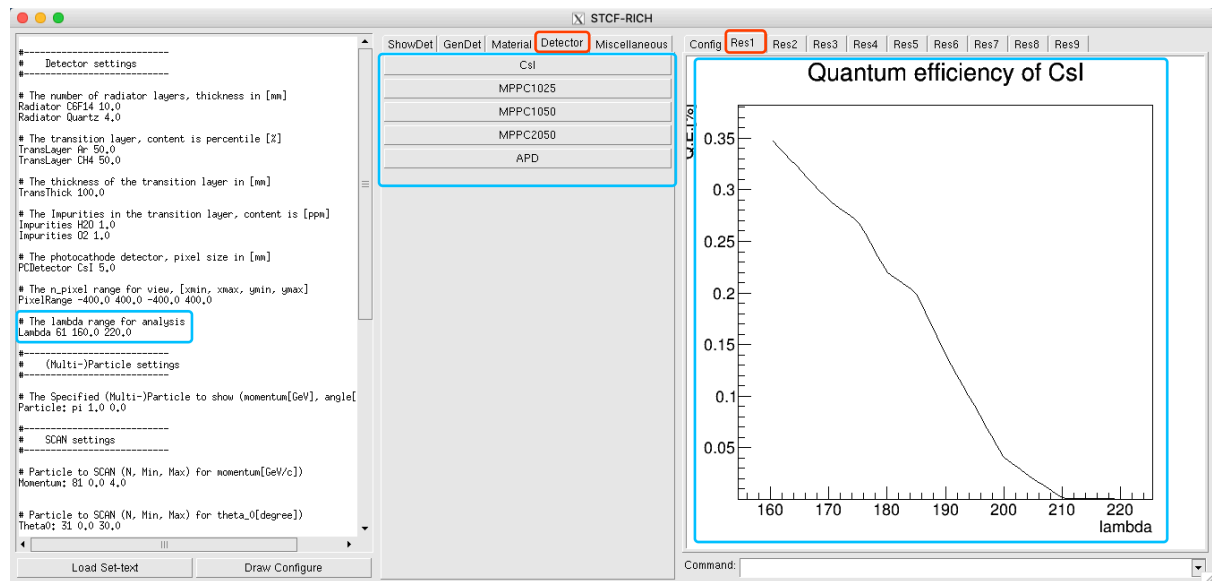 STCF-RICH
#---------------------------
# Detector settings
#---------------------------
# The number of radiator layers, thickness in [mm]
Radiator C6F14 10.0
Radiator Quartz 4.0
# The transition layer, content is percentile [%]
TransLayer Ar 50.0
TransLayer CH4 50.0
# The thickness of the transition layer in [mm]
TransThick 100.0
# The Impurities in the transition layer, content is [ppm]
Impurities H2O 1.0
Impurities O2 1.0
# The photocathode detector, pixel size in [mm]
PCDetector CsI 5.0
# The n_pixel range for view, [xmin, xmax, ymin, ymax]
PixelRange -400.0 400.0 -400.0 400.0
# The lambda range for analysis
Lambda 61 160.0 220.0
#---------------------------
# (Multi-)Particle settings
#---------------------------
# The Specified (Multi-)Particle to show (momentum[GeV], angle[
Particle: pi 1.0 0.0
#---------------------------
# SCAN settings
#---------------------------
# Particle to SCAN (N, Min, Max) for momentum[GeV/c])
Momentum: 81 0.0 4.0
# Particle to SCAN (N, Min, Max) for theta_0[degree])
Theta0: 31 0.0 30.0
Load Set-text Draw Configure
ShowDet GenDet Material Detector Miscellaneous
CsI
MPPC1025
MPPC1050
MPPC2050
APD
Config Res1 Res2 Res3 Res4 Res5 Res6 Res7 Res8 Res9
Quantum efficiency of CsI
Q.E.[%]
0.35
0.3
0.25
0.2
0.15
0.1
0.05
160 170 180 190 200 210 220
lambda
Command: